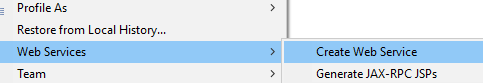 Profile As
Restore from Local History...
Web Services
Create Web Service
Team
Generate JAX-RPC JSPs